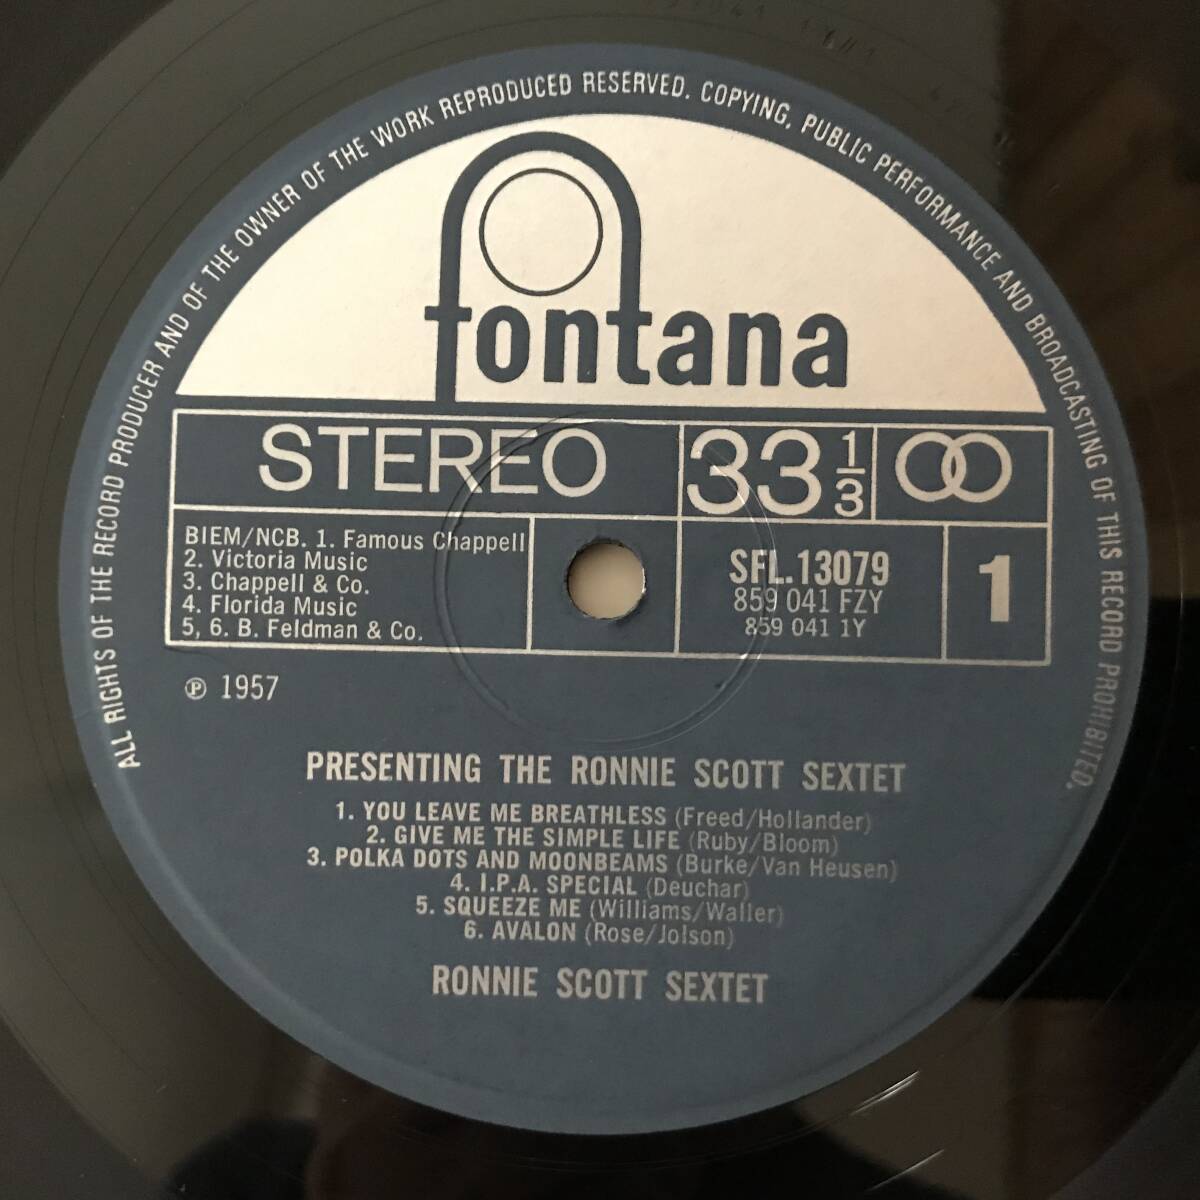 ALL RIGHTS OF THE RECORD PRODUCER AND OF THE OWNER OF THE WORK REPRODUCED RESERVED. COPYING, PUBLIC PERFORMANCE AND BROADCASTING OF THIS RECORD PROHIBITED.
fontana
STEREO
33 1/3
BIEM/NCB. 1. Famous Chappell
2. Victoria Music
3. Chappell & Co.
4. Florida Music
5, 6. B. Feldman & Co.
SFL.13079
859 041 FZY
859 041 1Y
1
℗ 1957
PRESENTING THE RONNIE SCOTT SEXTET
1. YOU LEAVE ME BREATHLESS (Freed/Hollander)
2. GIVE ME THE SIMPLE LIFE (Ruby/Bloom)
3. POLKA DOTS AND MOONBEAMS (Burke/Van Heusen)
4. I.P.A. SPECIAL (Deuchar)
5. SQUEEZE ME (Williams/Waller)
6. AVALON (Rose/Jolson)
RONNIE SCOTT SEXTET